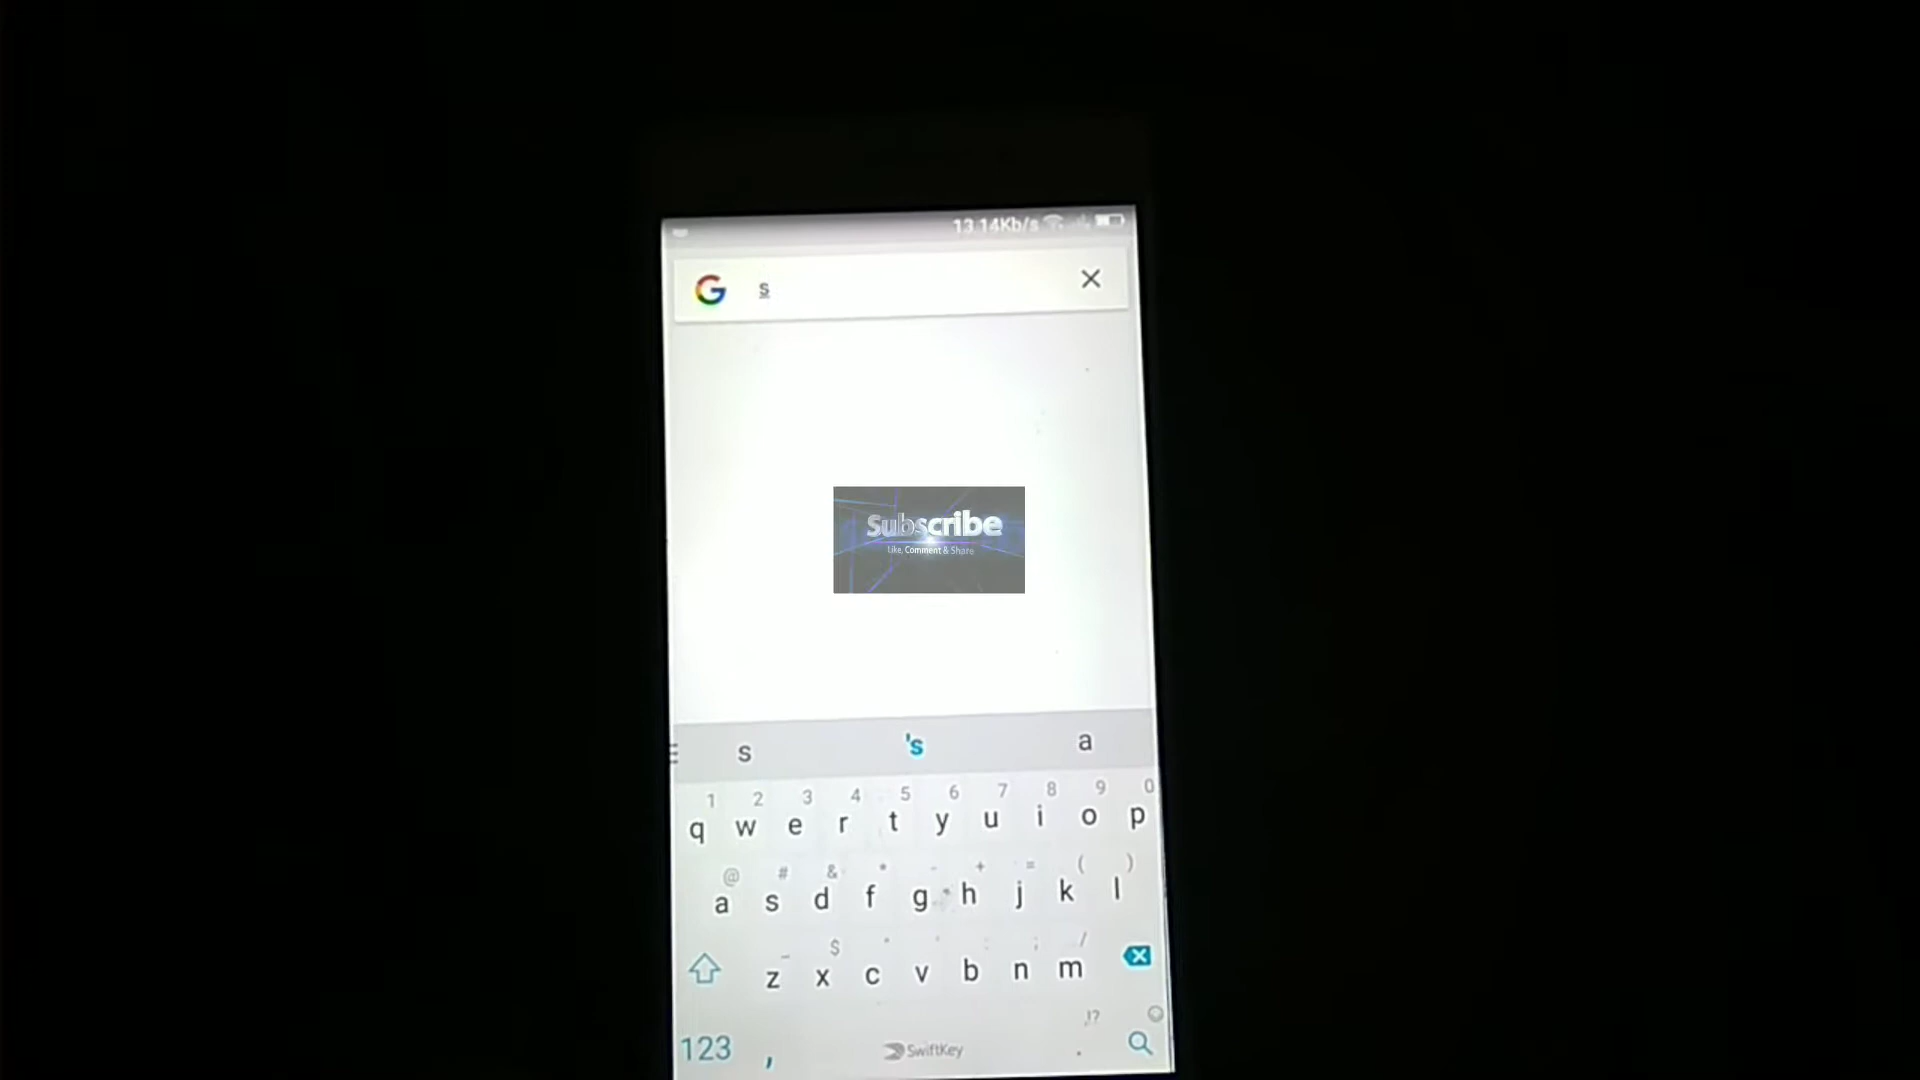 13.14Kb/s
G s
Subscribe
Like, Comment & Share
s 's a
1 2 3 4 5 6 7 8 9 0
q w e r t y u i o p
@ # & * - + = ( )
a s d f g h j k l
_ $ " ' : ; /
z x c v b n m
,!?
123 , SwiftKey .